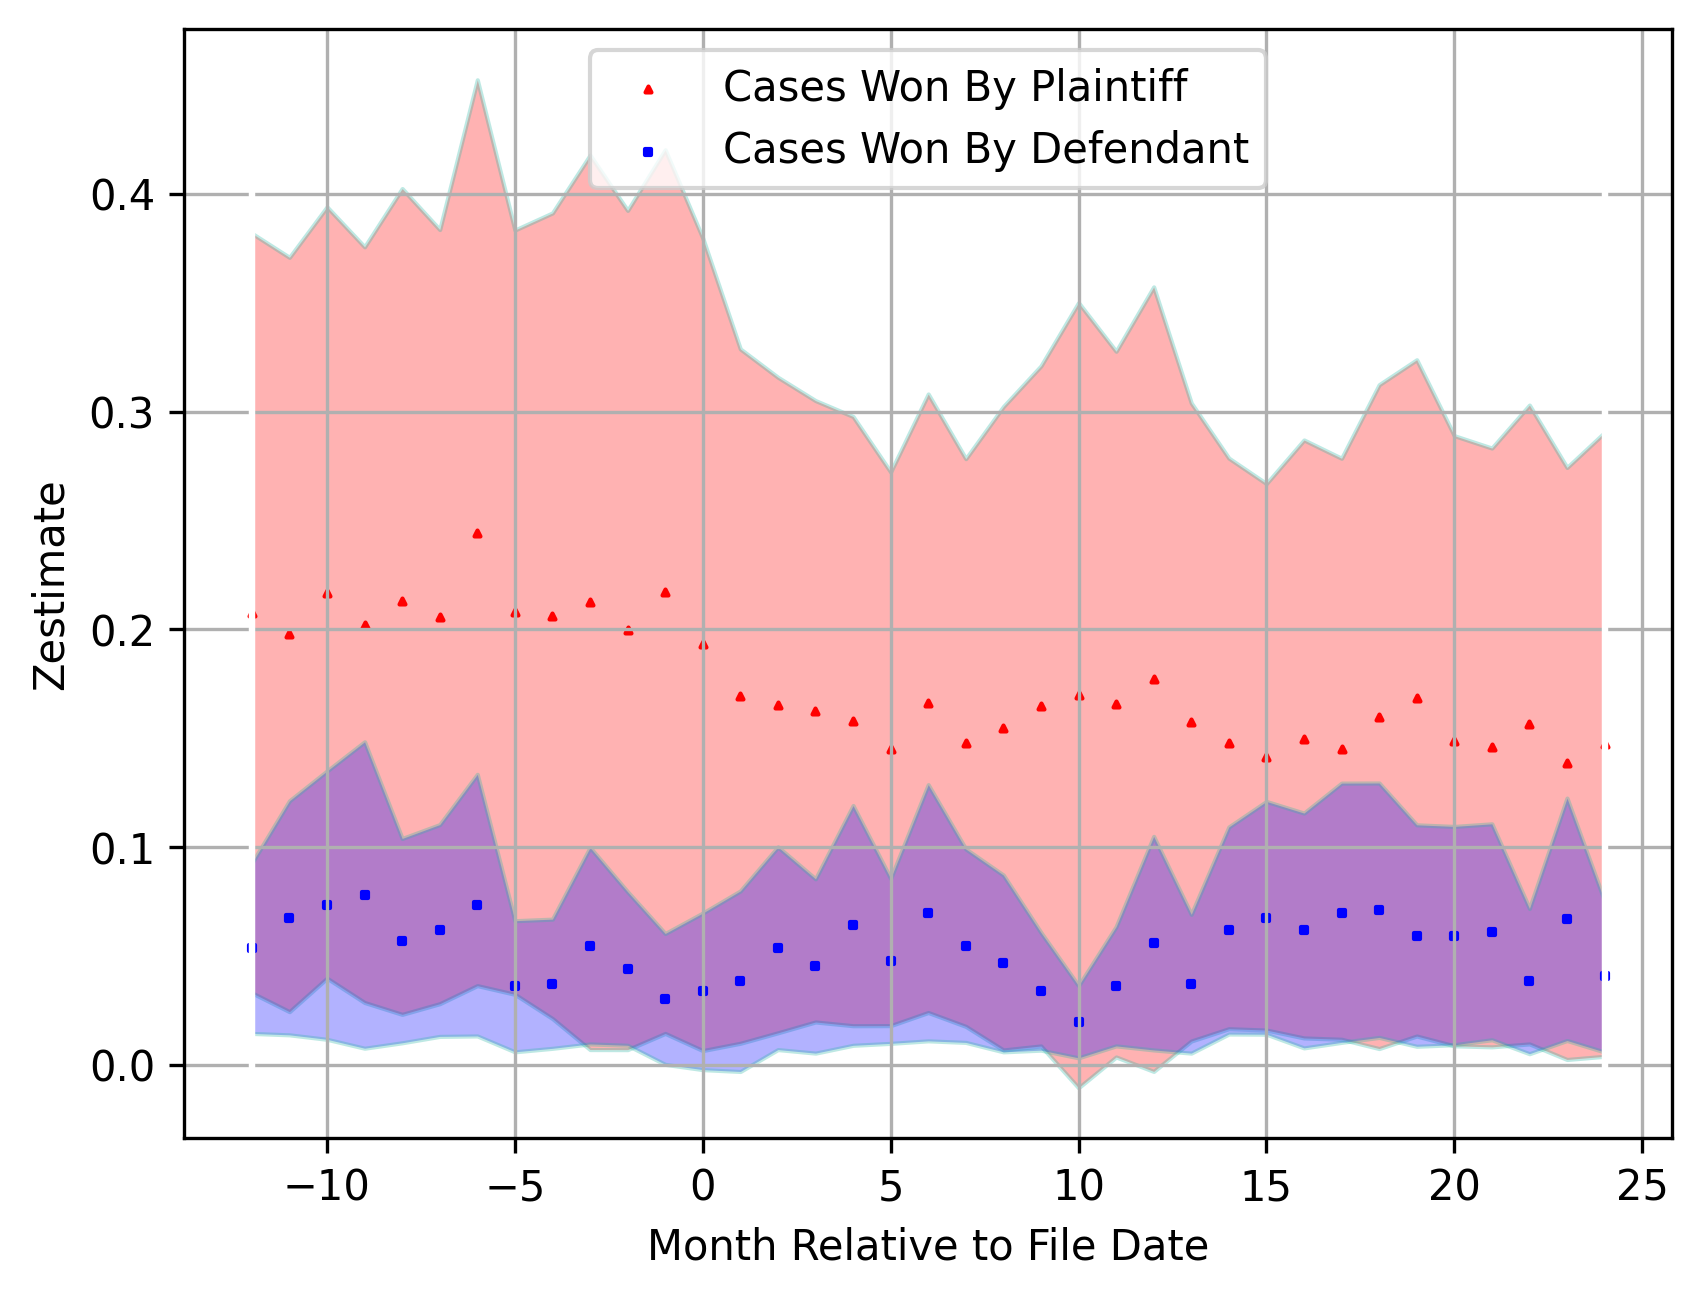 Cases Won By Plaintiff
Cases Won By Defendant
0.4
0.3
0.2
0.1
0.0
Zestimate
−10 −5 0 5 10 15 20 25
Month Relative to File Date